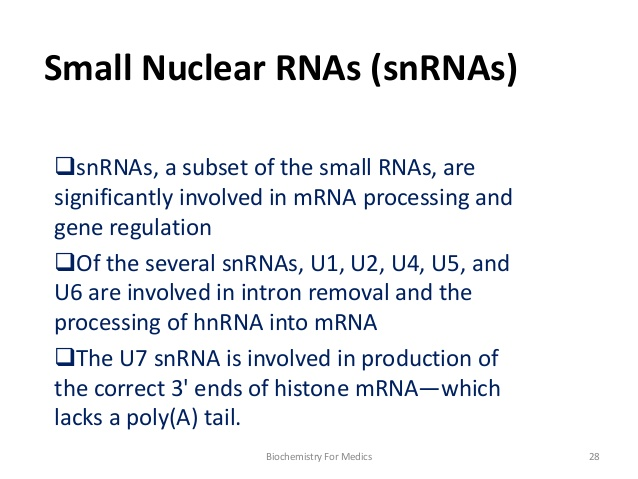 Small Nuclear RNAs (snRNAs)
❑snRNAs, a subset of the small RNAs, are
significantly involved in mRNA processing and
gene regulation
❑Of the several snRNAs, U1, U2, U4, U5, and
U6 are involved in intron removal and the
processing of hnRNA into mRNA
❑The U7 snRNA is involved in production of
the correct 3' ends of histone mRNA—which
lacks a poly(A) tail.
Biochemistry For Medics
28